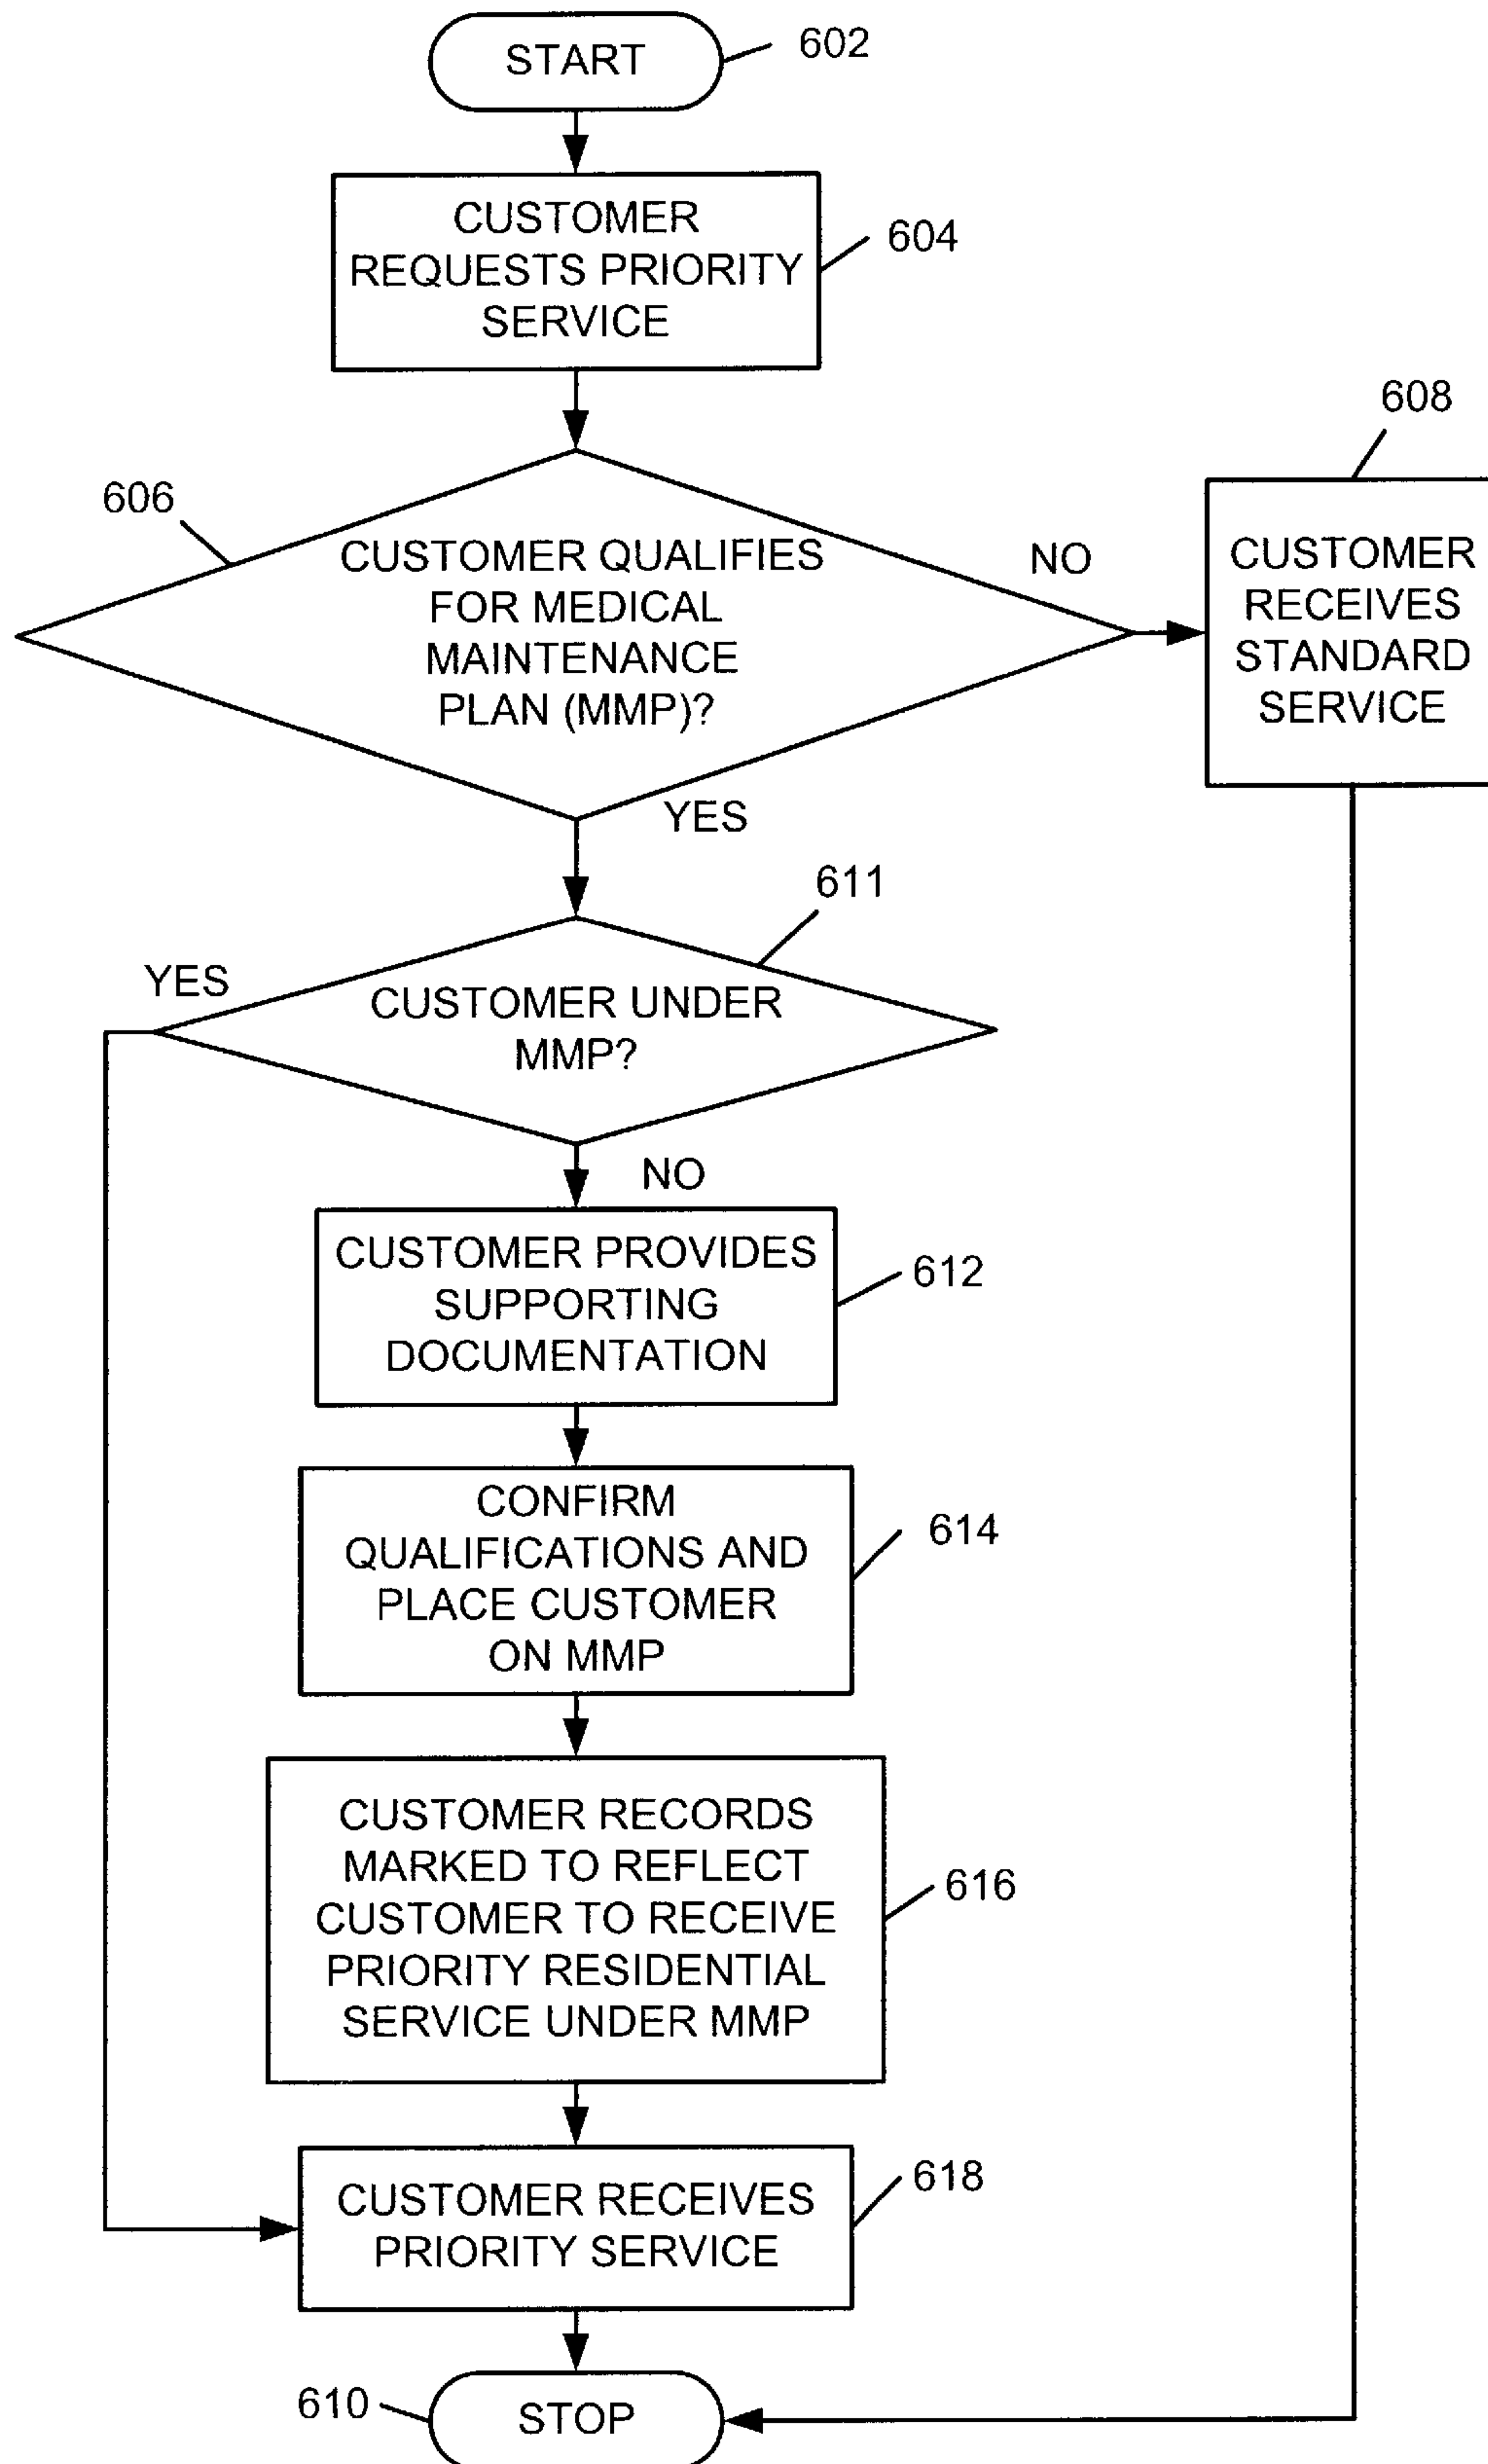 START
602
CUSTOMER
REQUESTS PRIORITY
SERVICE
604
608
606
CUSTOMER QUALIFIES
FOR MEDICAL
MAINTENANCE
PLAN (MMP)?
NO
CUSTOMER
RECEIVES
STANDARD
SERVICE
YES
611
YES
CUSTOMER UNDER
MMP?
NO
CUSTOMER PROVIDES
SUPPORTING
DOCUMENTATION
612
CONFIRM
QUALIFICATIONS AND
PLACE CUSTOMER
ON MMP
614
CUSTOMER RECORDS
MARKED TO REFLECT
CUSTOMER TO RECEIVE
PRIORITY RESIDENTIAL
SERVICE UNDER MMP
616
CUSTOMER RECEIVES
PRIORITY SERVICE
618
610
STOP